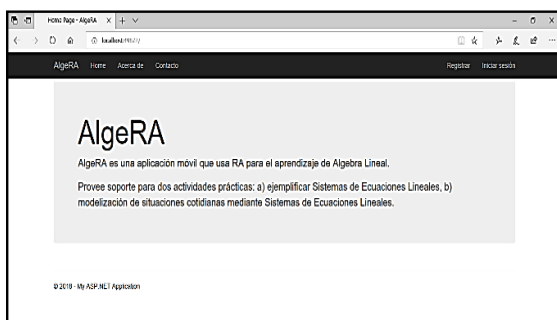 Home Page - AlgeRA
localhost:
AlgeRA Home Acerca de Contacto Registrar Iniciar sesión
AlgeRA
AlgeRA es una aplicación móvil que usa RA para el aprendizaje de Algebra Lineal.
Provee soporte para dos actividades prácticas: a) ejemplificar Sistemas de Ecuaciones Lineales, b)
modelización de situaciones cotidianas mediante Sistemas de Ecuaciones Lineales.
© 2018 - My ASP.NET Application